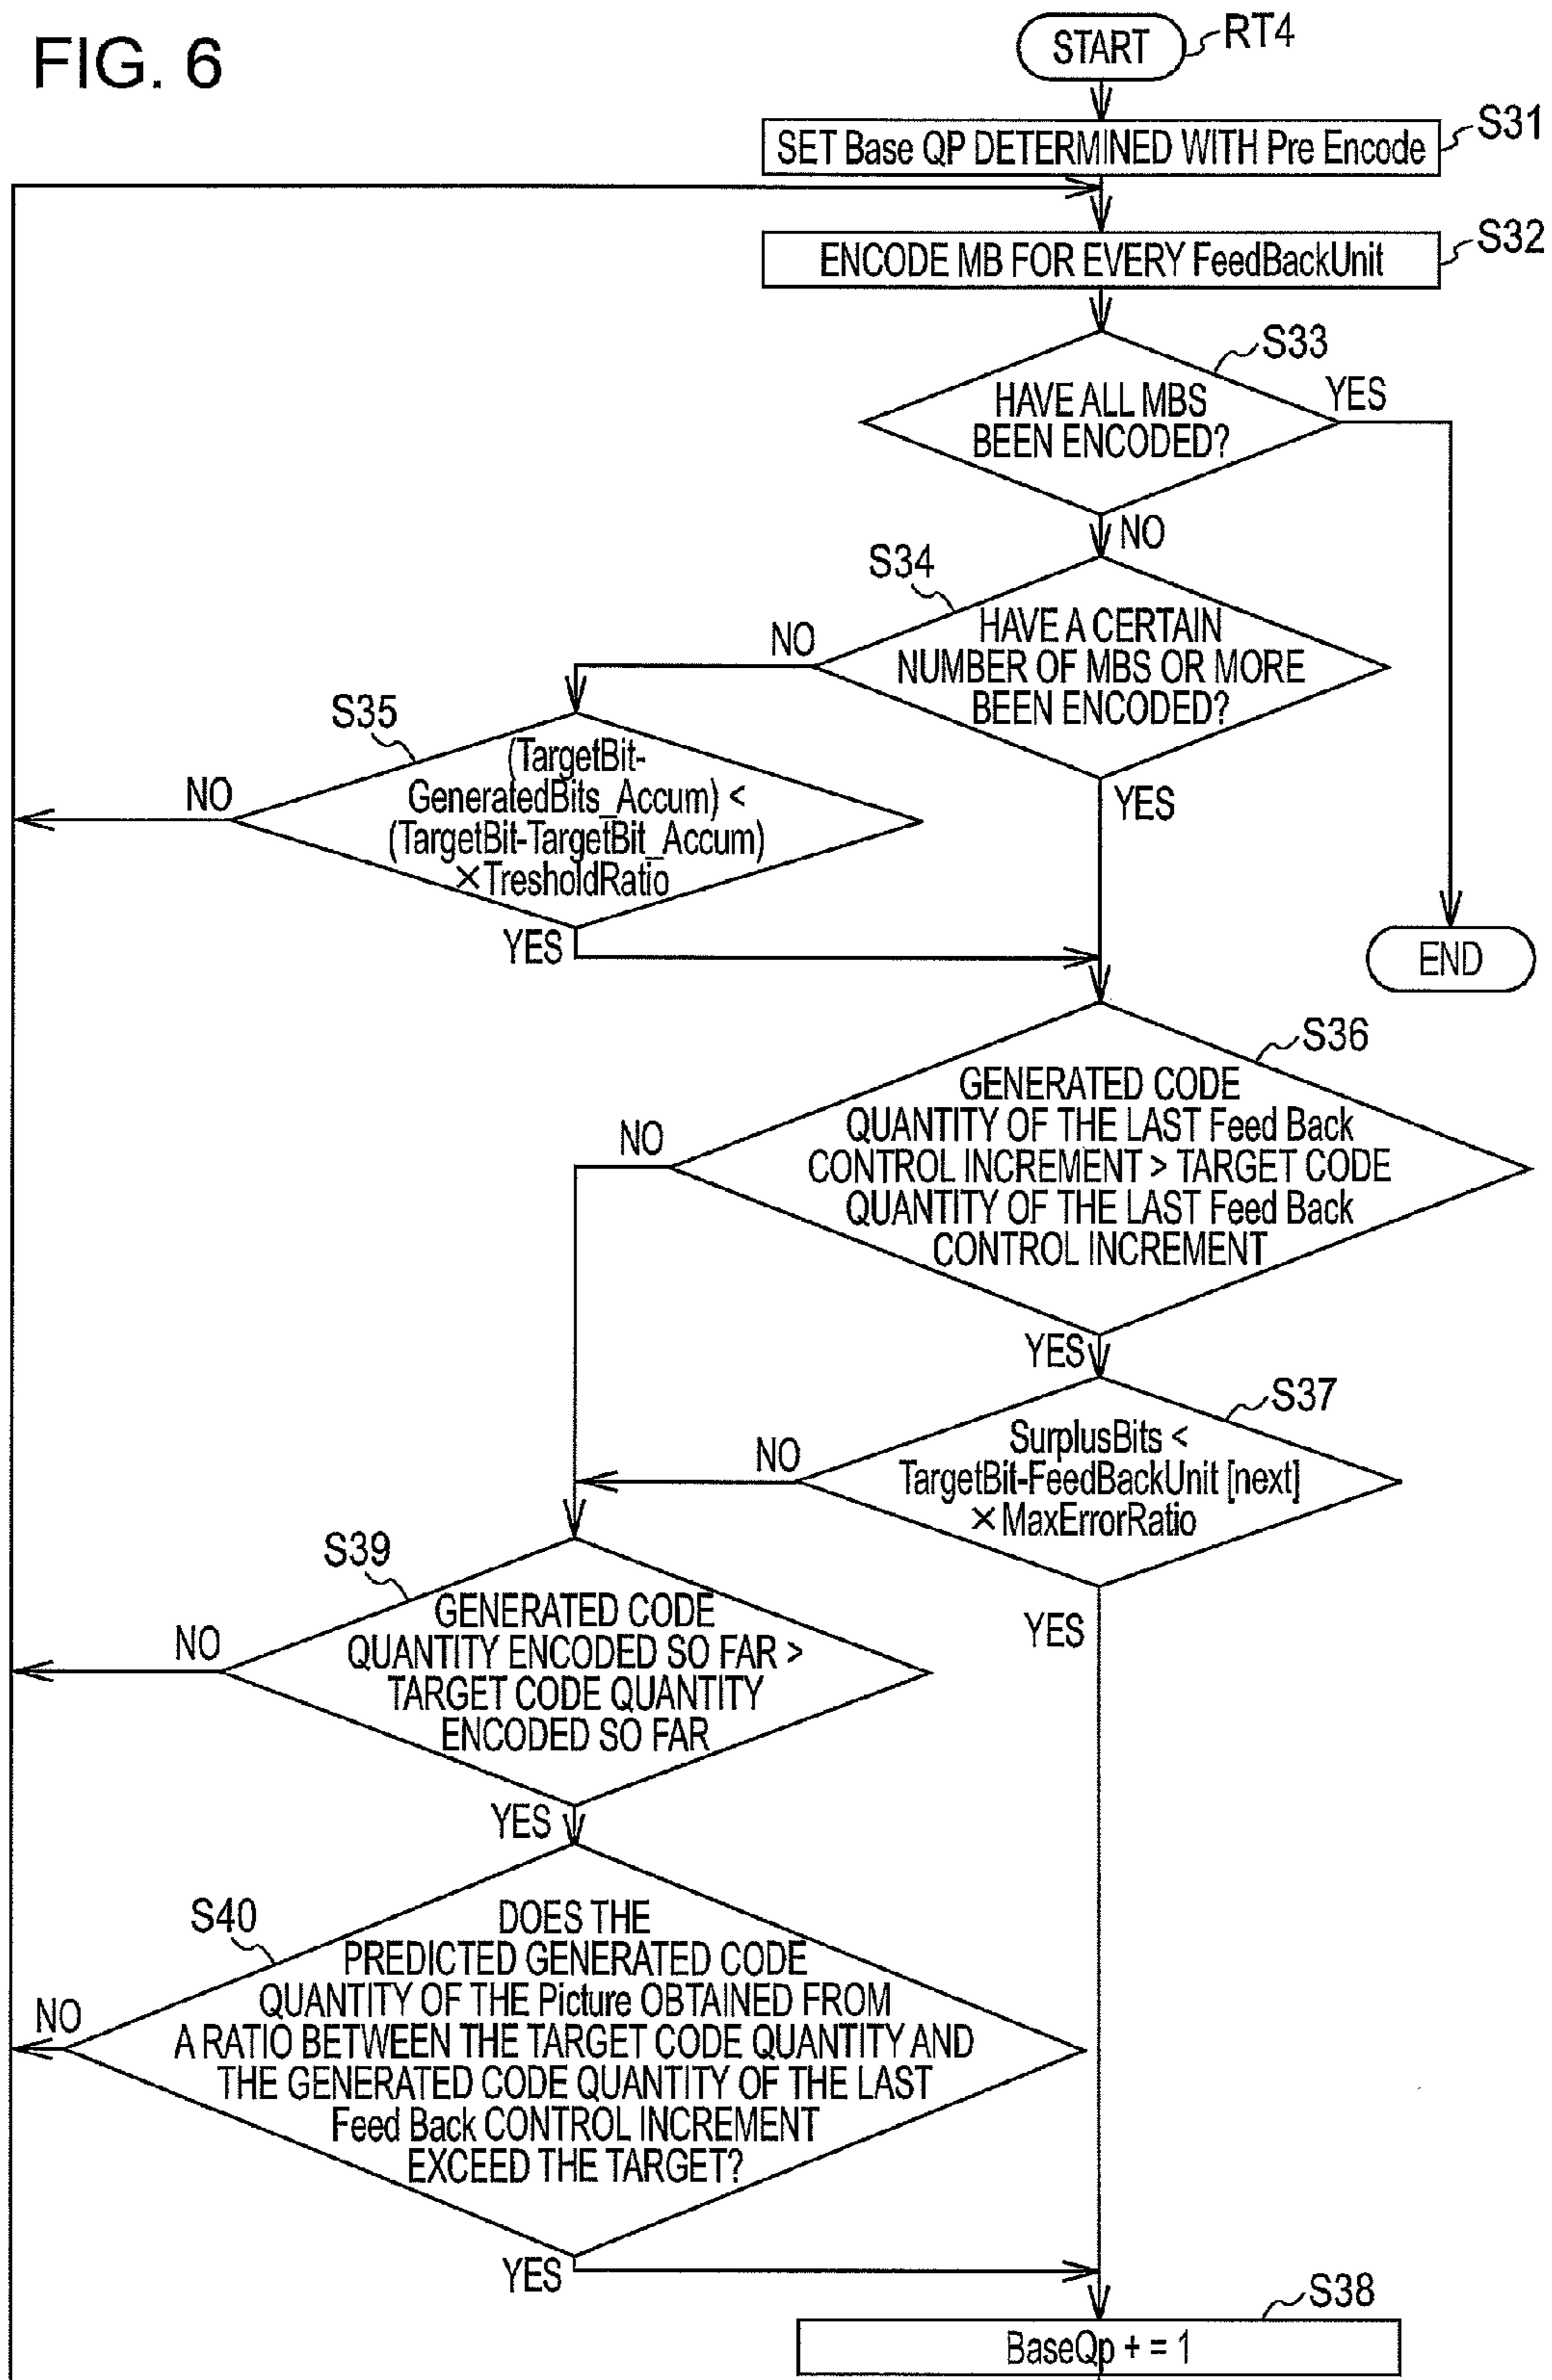 FIG. 6
START
RT4
SET Base QP DETERMINED WITH Pre Encode
S31
ENCODE MB FOR EVERY FeedBackUnit
S32
S33
HAVE ALL MBS
BEEN ENCODED?
YES
NO
S34
HAVE A CERTAIN
NUMBER OF MBS OR MORE
BEEN ENCODED?
NO
YES
S35
(TargetBit-
GeneratedBits_Accum) <
(TargetBit-TargetBit_Accum)
×TresholdRatio
NO
YES
END
S36
GENERATED CODE
QUANTITY OF THE LAST Feed Back
CONTROL INCREMENT > TARGET CODE
QUANTITY OF THE LAST Feed Back
CONTROL INCREMENT
NO
YES
S37
SurplusBits <
TargetBit-FeedBackUnit [next]
×MaxErrorRatio
NO
YES
S39
GENERATED CODE
QUANTITY ENCODED SO FAR >
TARGET CODE QUANTITY
ENCODED SO FAR
NO
YES
S40
DOES THE
PREDICTED GENERATED CODE
QUANTITY OF THE Picture OBTAINED FROM
A RATIO BETWEEN THE TARGET CODE QUANTITY AND
THE GENERATED CODE QUANTITY OF THE LAST
Feed Back CONTROL INCREMENT
EXCEED THE TARGET?
NO
YES
S38
BaseQp + = 1